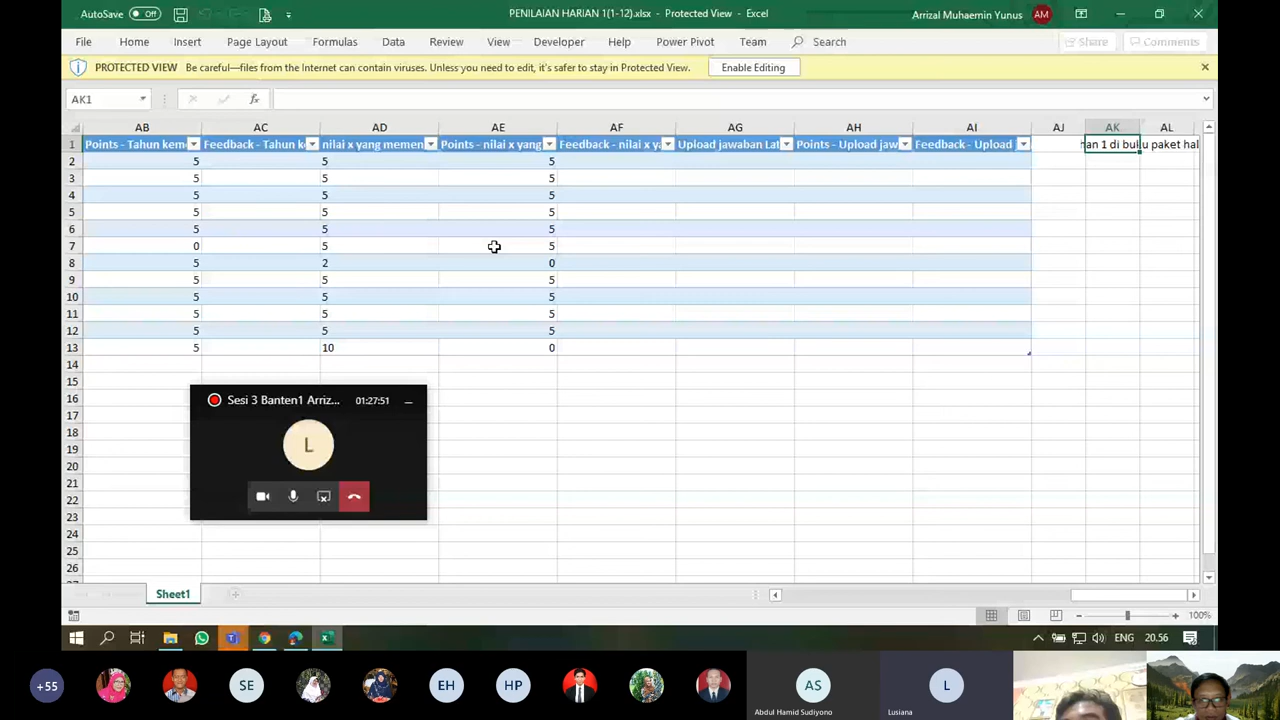 AutoSave Off PENILAIAN HARIAN 1(1-12).xlsx - Protected View - Excel Arrizal Muhaemin Yunus AM
File Home Insert Page Layout Formulas Data Review View Developer Help Power Pivot Team Search Share Comments
PROTECTED VIEW Be careful—files from the Internet can contain viruses. Unless you need to edit, it's safer to stay in Protected View. Enable Editing
AK1
AB AC AD AE AF AG AH AI AJ AK AL
1 Points - Tahun kem Feedback - Tahun k nilai x yang memen Points - nilai x yang Feedback - nilai x y Upload jawaban Lat Points - Upload jaw Feedback - Upload han 1 di buku paket hal
2 5 5 5
3 5 5 5
4 5 5 5
5 5 5 5
6 5 5 5
7 0 5 5
8 5 2 0
9 5 5 5
10 5 5 5
11 5 5 5
12 5 5 5
13 5 10 0
14
15
16
17
18
19
20
21
22
23
24
25
26
Sesi 3 Banten1 Arriz... 01:27:51
L
Sheet1
100%
ENG 20.56
+55 SE EH HP AS L
Abdul Hamid Sudiyono Lusiana